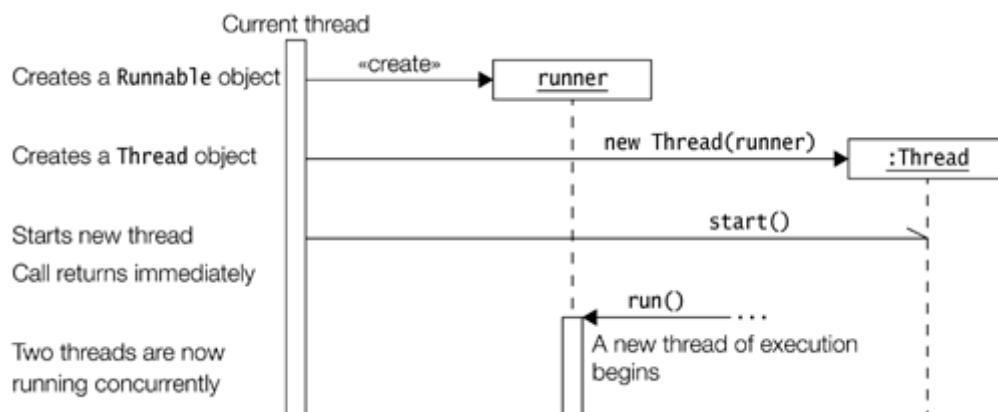 Current thread
Creates a Runnable object
«create»
runner
Creates a Thread object
new Thread(runner)
:Thread
Starts new thread
start()
Call returns immediately
run()
...
Two threads are now
running concurrently
A new thread of execution
begins